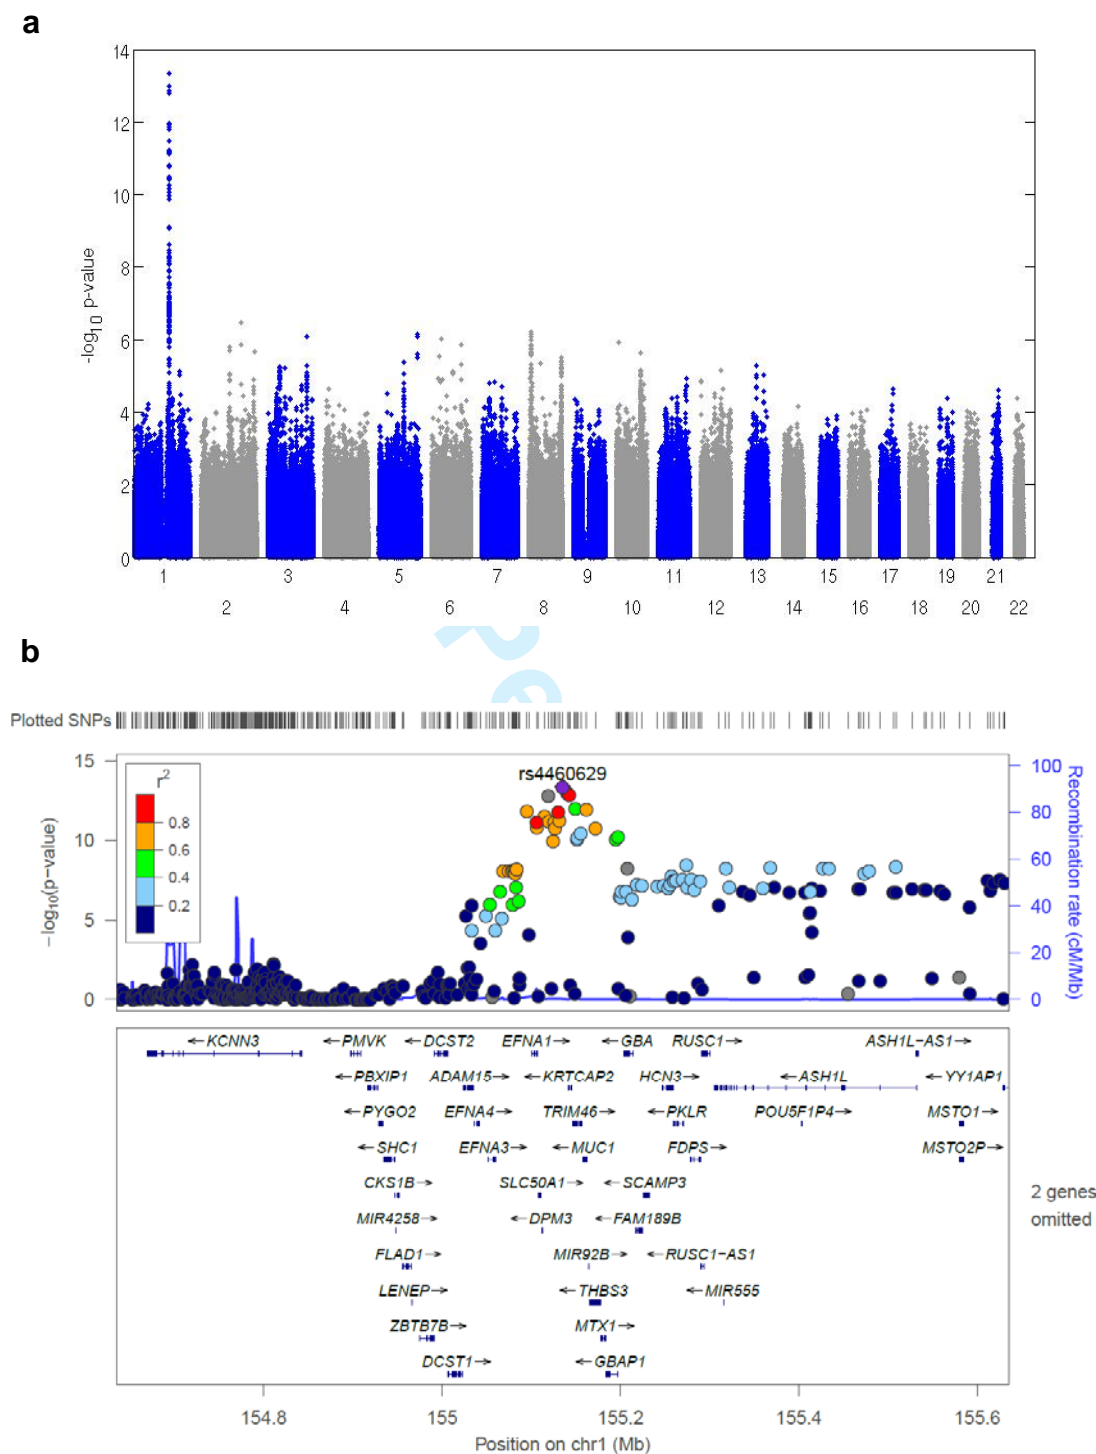 a
14
12
10
8
6
4
2
0
-log10 p-value
1 3 5 7 9 11 13 15 17 19 21
2 4 6 8 10 12 14 16 18 20 22
b
Plotted SNPs
15
10
5
0
−log10(p−value)
r2
0.8
0.6
0.4
0.2
rs4460629
100
80
60
40
20
0
Recombination rate (cM/Mb)
←KCNN3 ←PMVK ←DCST2 EFNA1→ ←GBA RUSC1→ ASH1L−AS1→
←PBXIP1 ADAM15→ ←KRTCAP2 HCN3→ ←ASH1L ←YY1AP1
←PYGO2 EFNA4→ TRIM46→ ←PKLR POU5F1P4→ MSTO1→
←SHC1 EFNA3→ ←MUC1 FDPS→ MSTO2P→
CKS1B→ SLC50A1→ ←SCAMP3
MIR4258→ ←DPM3 ←FAM189B
FLAD1→ MIR92B→ ←RUSC1−AS1
LENEP→ ←THBS3 ←MIR555
ZBTB7B→ MTX1→
DCST1→ ←GBAP1
2 genes
omitted
154.8 155 155.2 155.4 155.6
Position on chr1 (Mb)